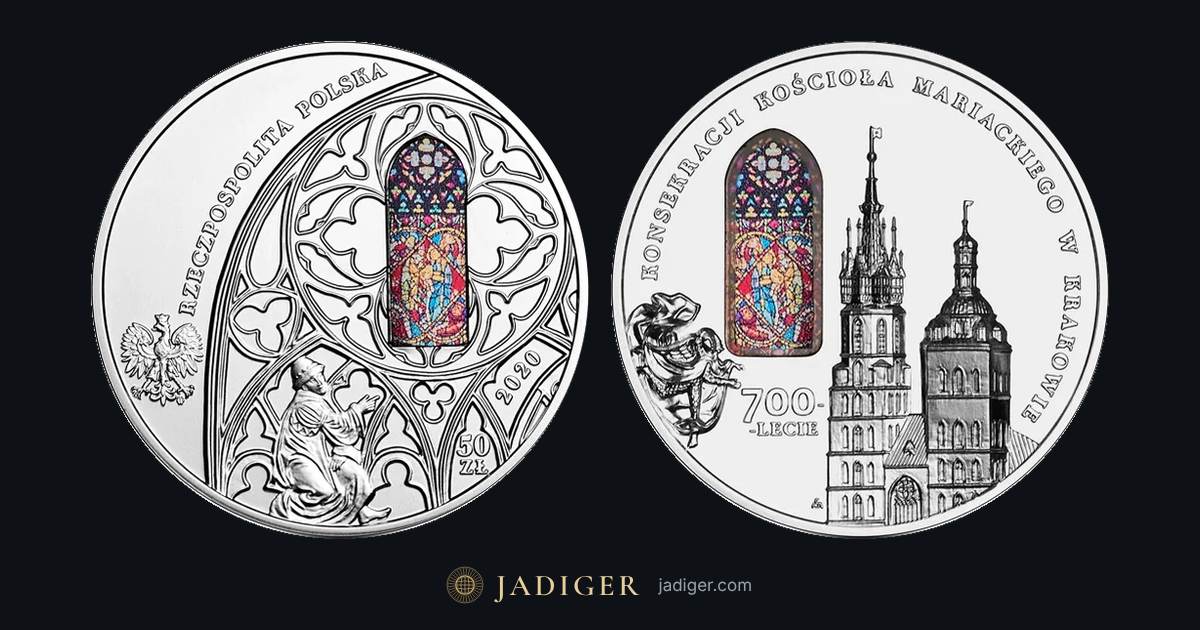 RZECZPOSPOLITA POLSKA
2020
50
ZŁ
KONSEKRACJI KOŚCIOŁA MARIACKIEGO W KRAKOWIE
700-
-LECIE
JADIGER jadiger.com